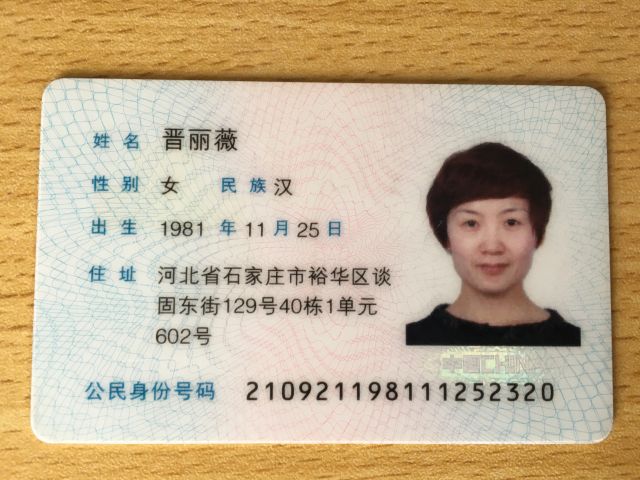 姓名 晋丽薇
性别 女 民族 汉
出生 1981 年 11 月 25 日
住址 河北省石家庄市裕华区谈
固东街129号40栋1单元
602号
公民身份号码 210921198111252320